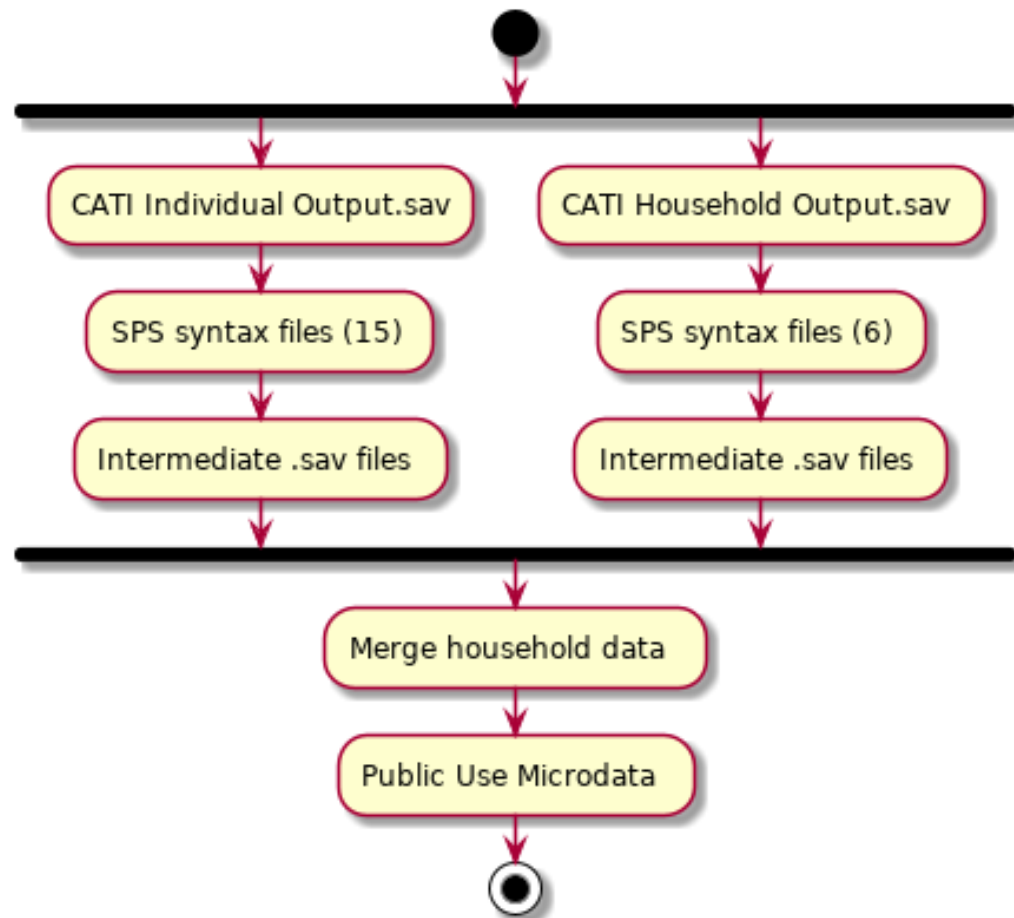 CATI Individual Output.sav
CATI Household Output.sav
SPS syntax files (15)
SPS syntax files (6)
Intermediate .sav files
Intermediate .sav files
Merge household data
Public Use Microdata